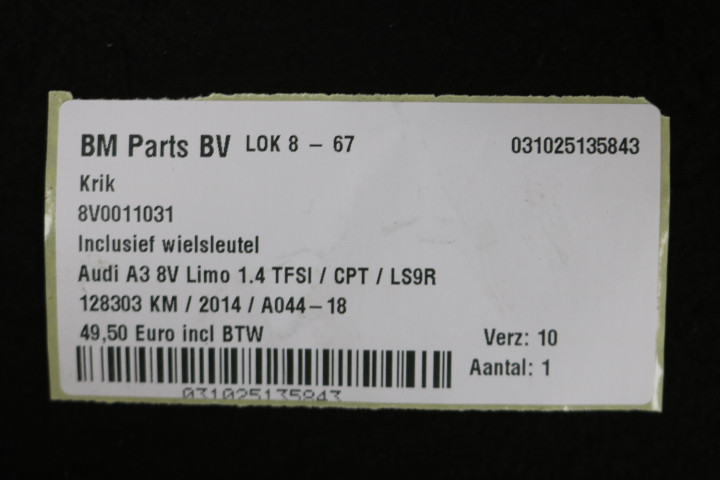 BM Parts BV LOK 8 - 67 031025135843
Krik
8V0011031
Inclusief wielsleutel
Audi A3 8V Limo 1.4 TFSI / CPT / LS9R
128303 KM / 2014 / A044-18
49,50 Euro incl BTW Verz: 10
Aantal: 1
031025135843